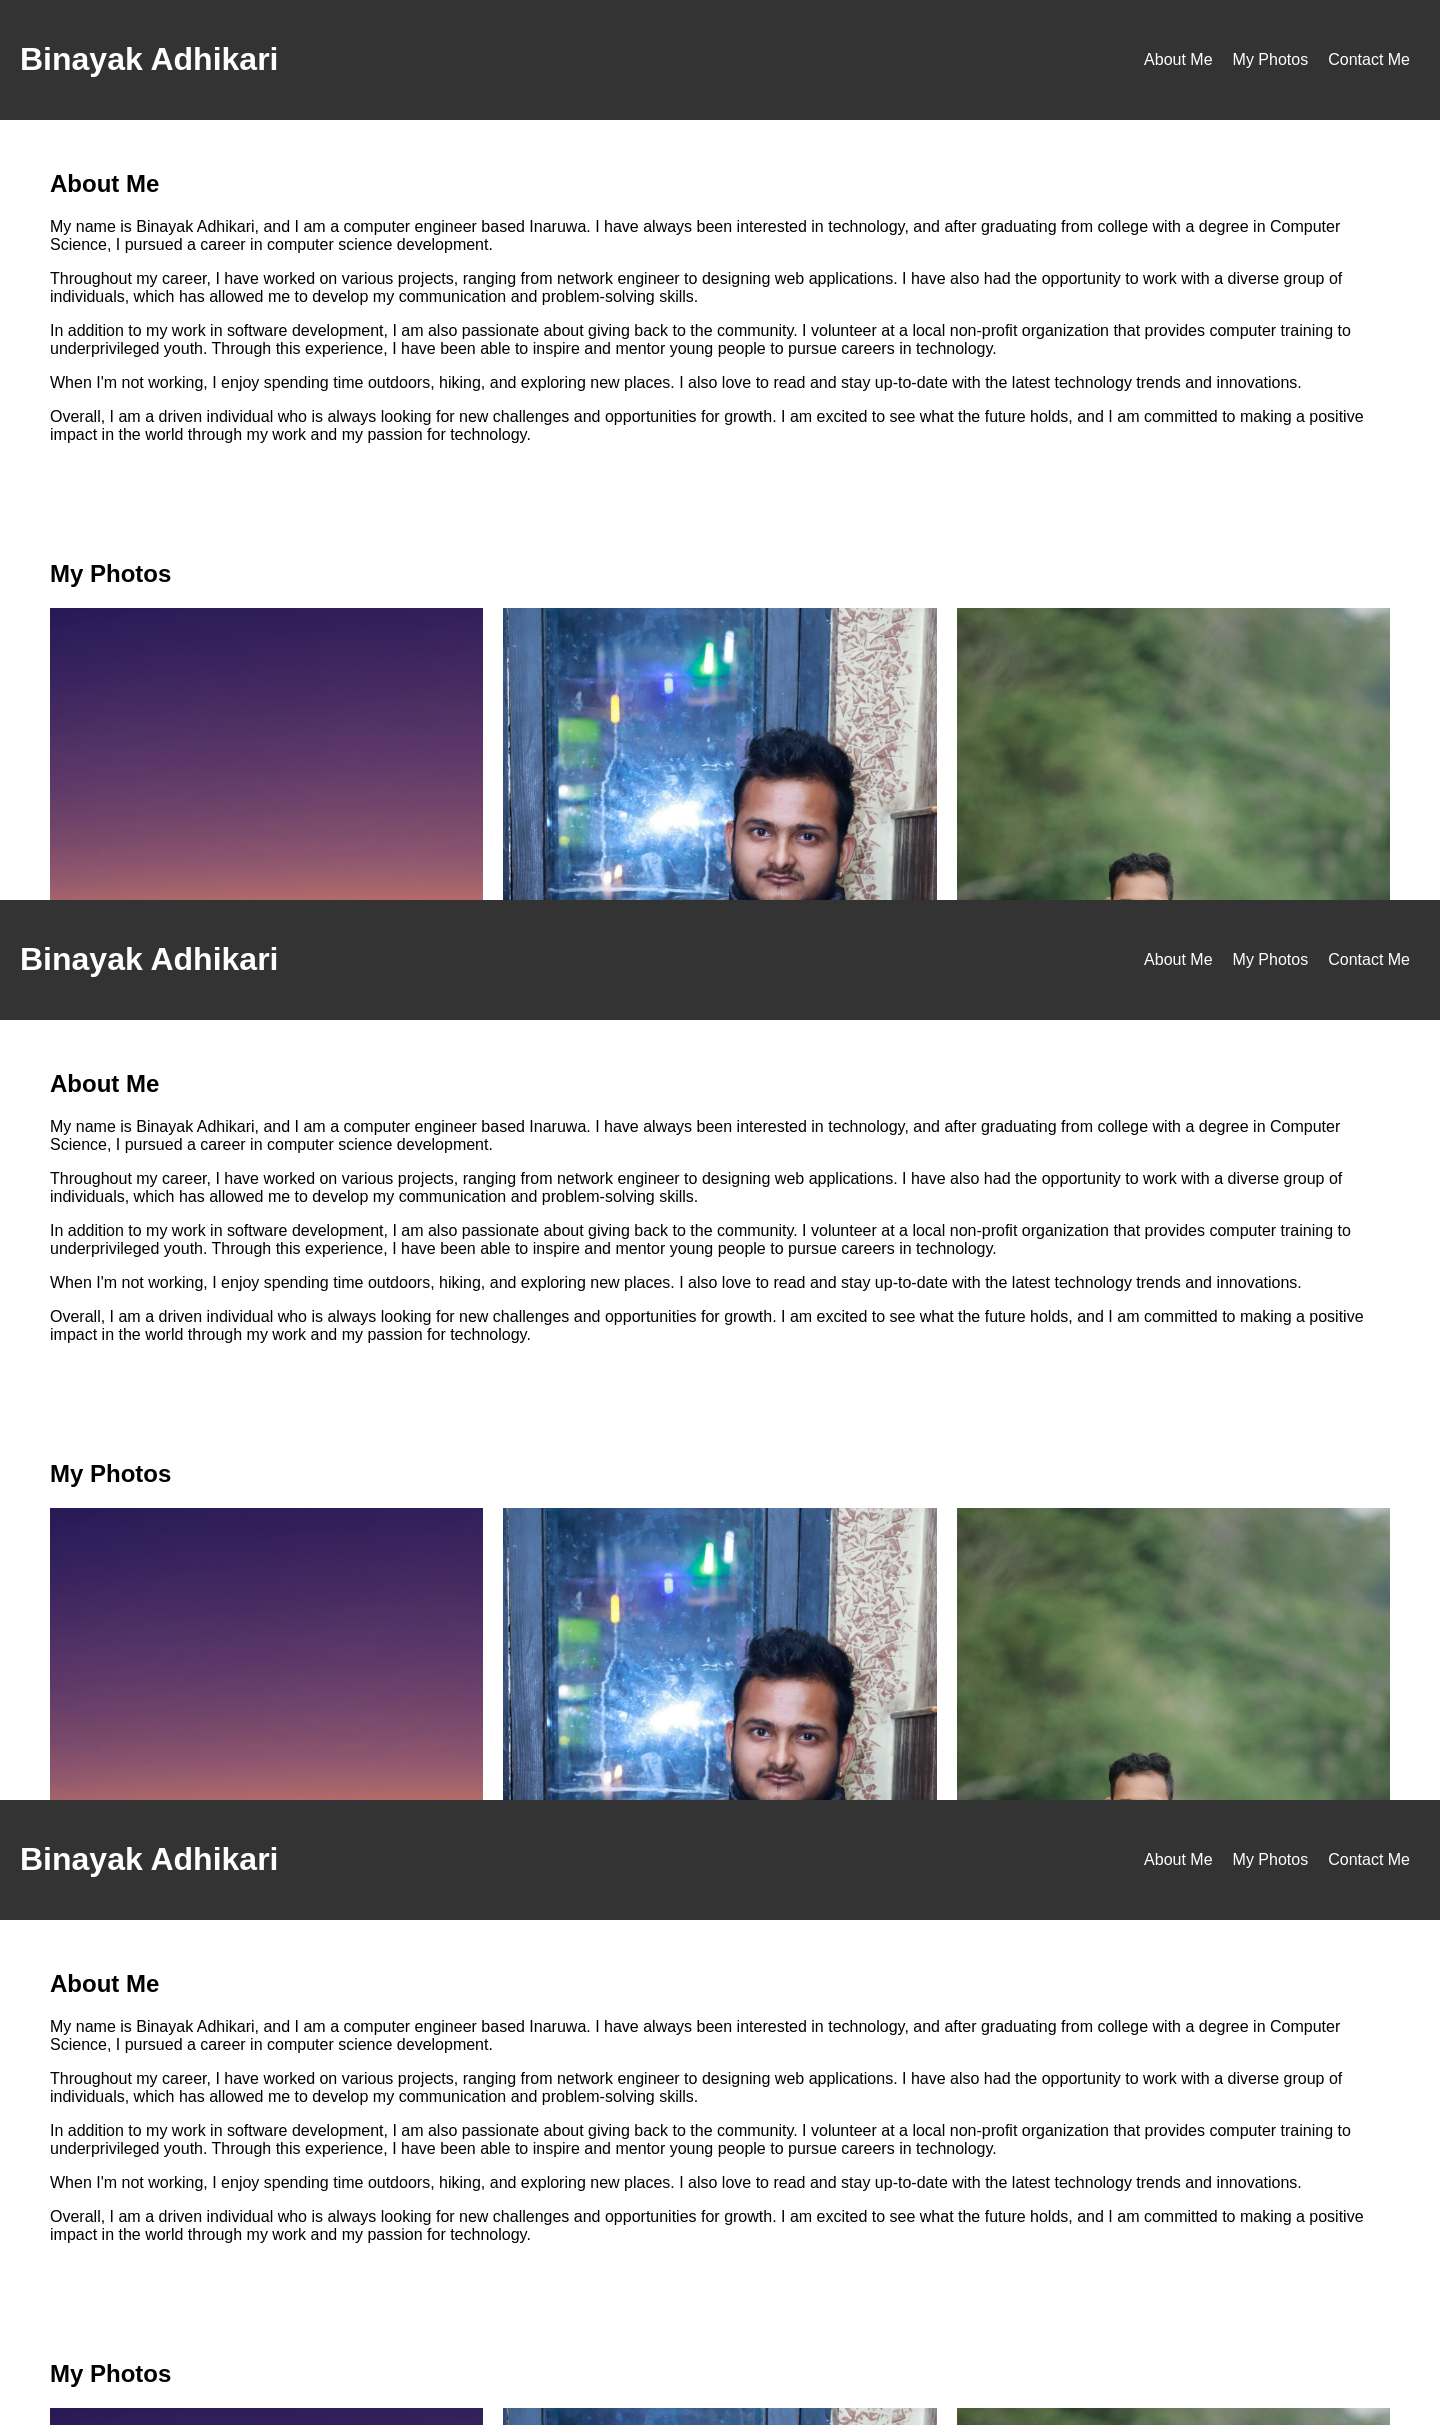 Binayak Adhikari
About Me My Photos Contact Me
About Me
My name is Binayak Adhikari, and I am a computer engineer based Inaruwa. I have always been interested in technology, and after graduating from college with a degree in Computer
Science, I pursued a career in computer science development.
Throughout my career, I have worked on various projects, ranging from network engineer to designing web applications. I have also had the opportunity to work with a diverse group of
individuals, which has allowed me to develop my communication and problem-solving skills.
In addition to my work in software development, I am also passionate about giving back to the community. I volunteer at a local non-profit organization that provides computer training to
underprivileged youth. Through this experience, I have been able to inspire and mentor young people to pursue careers in technology.
When I'm not working, I enjoy spending time outdoors, hiking, and exploring new places. I also love to read and stay up-to-date with the latest technology trends and innovations.
Overall, I am a driven individual who is always looking for new challenges and opportunities for growth. I am excited to see what the future holds, and I am committed to making a positive
impact in the world through my work and my passion for technology.
My Photos
Binayak Adhikari
About Me My Photos Contact Me
About Me
My name is Binayak Adhikari, and I am a computer engineer based Inaruwa. I have always been interested in technology, and after graduating from college with a degree in Computer
Science, I pursued a career in computer science development.
Throughout my career, I have worked on various projects, ranging from network engineer to designing web applications. I have also had the opportunity to work with a diverse group of
individuals, which has allowed me to develop my communication and problem-solving skills.
In addition to my work in software development, I am also passionate about giving back to the community. I volunteer at a local non-profit organization that provides computer training to
underprivileged youth. Through this experience, I have been able to inspire and mentor young people to pursue careers in technology.
When I'm not working, I enjoy spending time outdoors, hiking, and exploring new places. I also love to read and stay up-to-date with the latest technology trends and innovations.
Overall, I am a driven individual who is always looking for new challenges and opportunities for growth. I am excited to see what the future holds, and I am committed to making a positive
impact in the world through my work and my passion for technology.
My Photos
Binayak Adhikari
About Me My Photos Contact Me
About Me
My name is Binayak Adhikari, and I am a computer engineer based Inaruwa. I have always been interested in technology, and after graduating from college with a degree in Computer
Science, I pursued a career in computer science development.
Throughout my career, I have worked on various projects, ranging from network engineer to designing web applications. I have also had the opportunity to work with a diverse group of
individuals, which has allowed me to develop my communication and problem-solving skills.
In addition to my work in software development, I am also passionate about giving back to the community. I volunteer at a local non-profit organization that provides computer training to
underprivileged youth. Through this experience, I have been able to inspire and mentor young people to pursue careers in technology.
When I'm not working, I enjoy spending time outdoors, hiking, and exploring new places. I also love to read and stay up-to-date with the latest technology trends and innovations.
Overall, I am a driven individual who is always looking for new challenges and opportunities for growth. I am excited to see what the future holds, and I am committed to making a positive
impact in the world through my work and my passion for technology.
My Photos